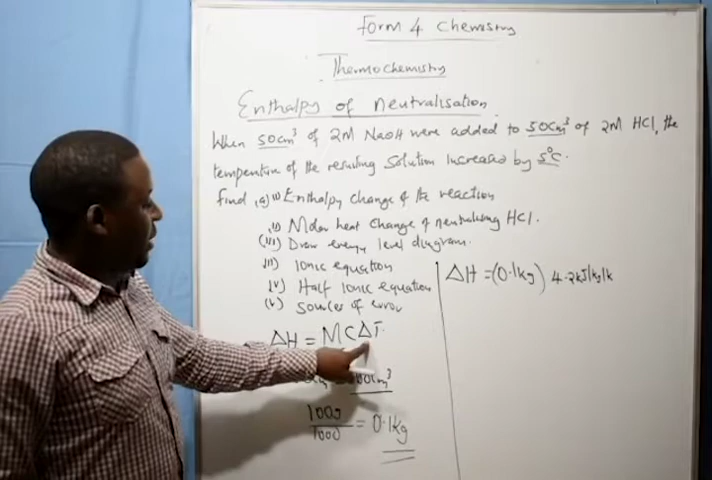 Form 4 Chemistry
Thermochemistry
Enthalpy of Neutralisation
When 50cm³ of 2M NaOH were added to 50cm³ of 2M HCl, the
temperature of the resulting solution increased by 5°C.
find (a)(i) Enthalpy change of the reaction
(ii) Molar heat change of neutralising HCl.
(iii) Draw energy level diagram.
Ionic equation
Half Ionic equation
(v) Sources of error
ΔH = MCΔT
100g/1000 = 0.1kg
ΔH = (0.1kg) 4.2kJ/kg/K